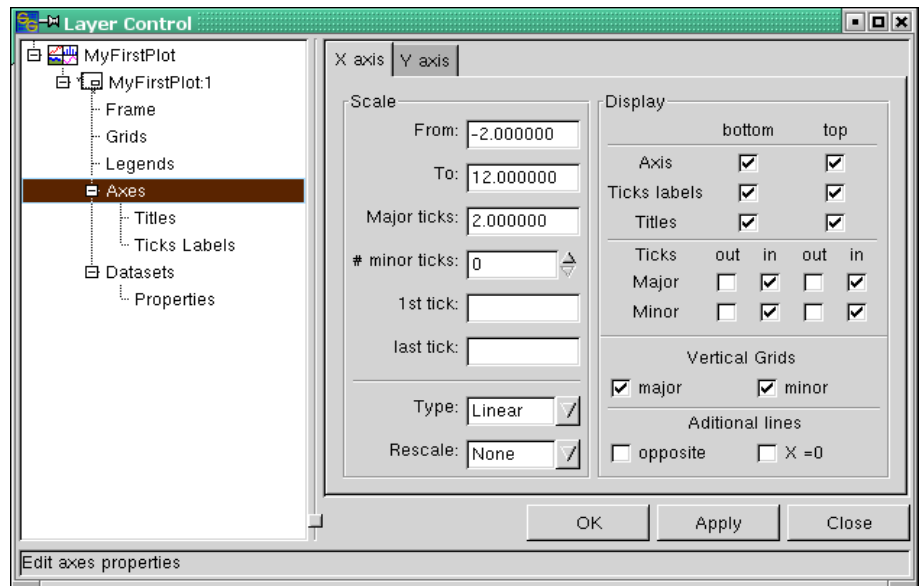 Layer Control
MyFirstPlot
MyFirstPlot:1
Frame
Grids
Legends
Axes
Titles
Ticks Labels
Datasets
Properties
X axis
Y axis
Scale
From: -2.000000
To: 12.000000
Major ticks: 2.000000
# minor ticks: 0
1st tick:
last tick:
Type: Linear
Rescale: None
Display
bottom top
Axis
Ticks labels
Titles
Ticks out in out in
Major
Minor
Vertical Grids
major minor
Aditional lines
opposite X =0
OK Apply Close
Edit axes properties